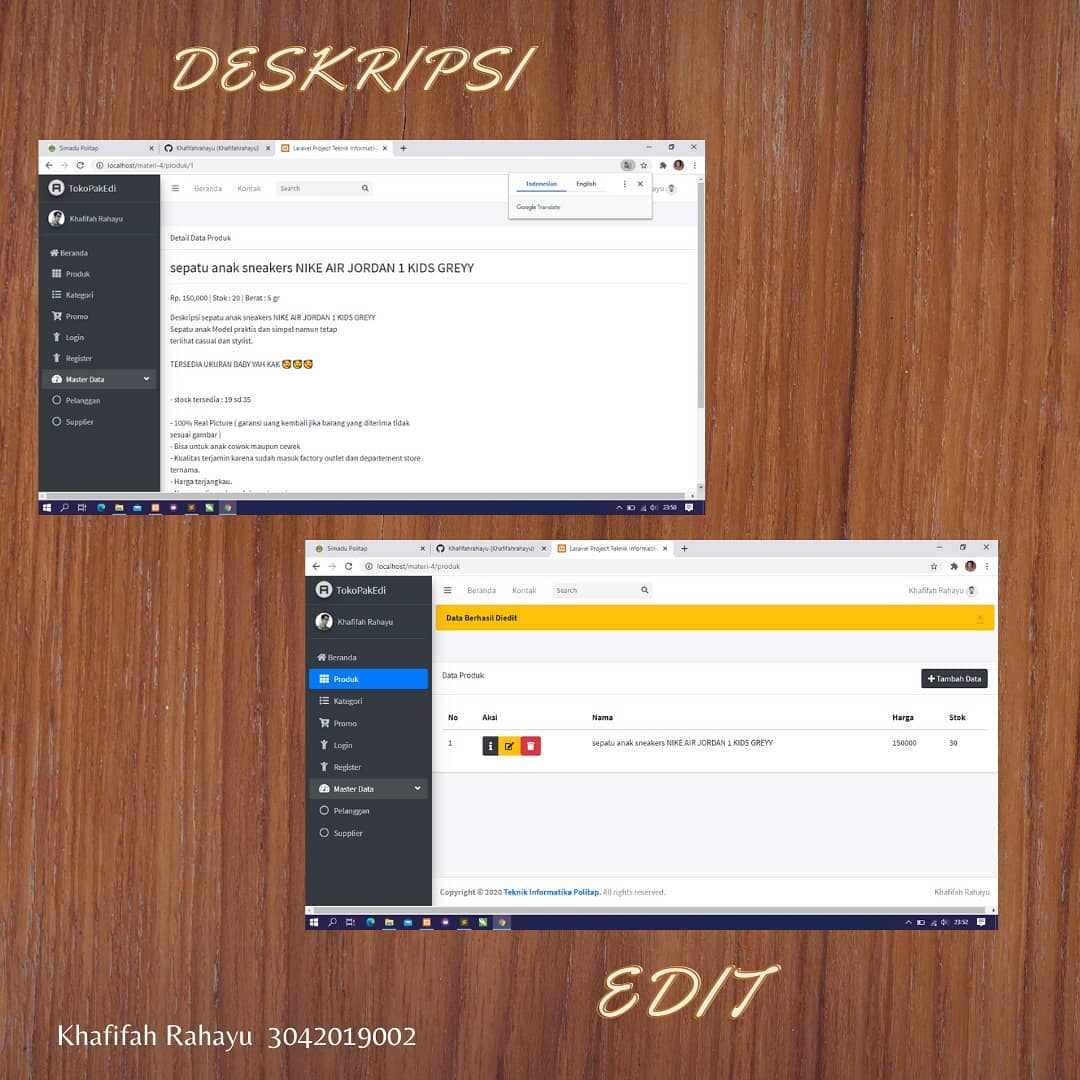 DESKRIPSI
Simadu Politap
Khafifahrahayu (Khafifahrahayu)
Laravel Project Teknik Informatic
localhost/materi-4/produk/1
TokoPakEdi
Beranda Kontak Search
Indonesian English
Google Translate
Khafifah Rahayu
Beranda
Produk
Kategori
Promo
Login
Register
Master Data
Pelanggan
Supplier
Detail Data Produk
sepatu anak sneakers NIKE AIR JORDAN 1 KIDS GREYY
Rp. 150,000 | Stok : 20 | Berat : 5 gr
Deskripsi sepatu anak sneakers NIKE AIR JORDAN 1 KIDS GREYY
Sepatu anak Model praktis dan simpel namun tetap
terlihat casual dan stylist.
TERSEDIA UKURAN BABY YAH KAK 🥰🥰🥰
- stock tersedia : 19 sd 35
- 100% Real Picture ( garansi uang kembali jika barang yang diterima tidak
sesuai gambar )
- Bisa untuk anak cowok maupun cewek
- Kualitas terjamin karena sudah masuk factory outlet dan departement store
ternama.
- Harga terjangkau.
23:50
Simadu Politap
Khafifahrahayu (Khafifahrahayu)
Laravel Project Teknik Informatic
localhost/materi-4/produk
TokoPakEdi
Beranda Kontak Search
Khafifah Rahayu
Khafifah Rahayu
Beranda
Produk
Kategori
Promo
Login
Register
Master Data
Pelanggan
Supplier
Data Berhasil Diedit
Data Produk
Tambah Data
No Aksi Nama Harga Stok
1 sepatu anak sneakers NIKE AIR JORDAN 1 KIDS GREYY 150000 30
Copyright © 2020 Teknik Informatika Politap. All rights reserved.
Khafifah Rahayu
23:52
EDIT
Khafifah Rahayu 3042019002